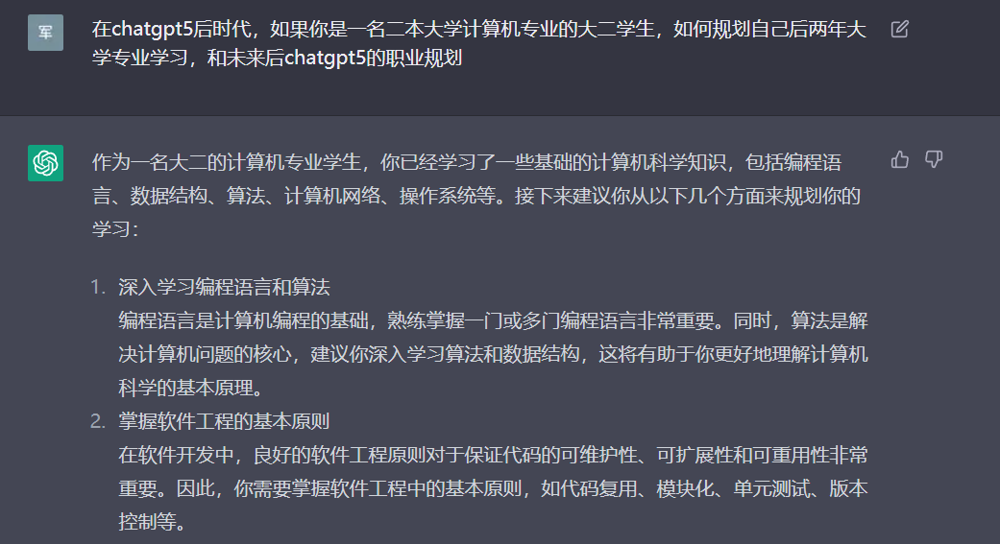 军
在chatgpt5后时代，如果你是一名二本大学计算机专业的大二学生，如何规划自己后两年大
学专业学习，和未来后chatgpt5的职业规划
作为一名大二的计算机专业学生，你已经学习了一些基础的计算机科学知识，包括编程语
言、数据结构、算法、计算机网络、操作系统等。接下来建议你从以下几个方面来规划你的
学习：
1. 深入学习编程语言和算法
编程语言是计算机编程的基础，熟练掌握一门或多门编程语言非常重要。同时，算法是解
决计算机问题的核心，建议你深入学习算法和数据结构，这将有助于你更好地理解计算机
科学的基本原理。
2. 掌握软件工程的基本原则
在软件开发中，良好的软件工程原则对于保证代码的可维护性、可扩展性和可重用性非常
重要。因此，你需要掌握软件工程中的基本原则，如代码复用、模块化、单元测试、版本
控制等。